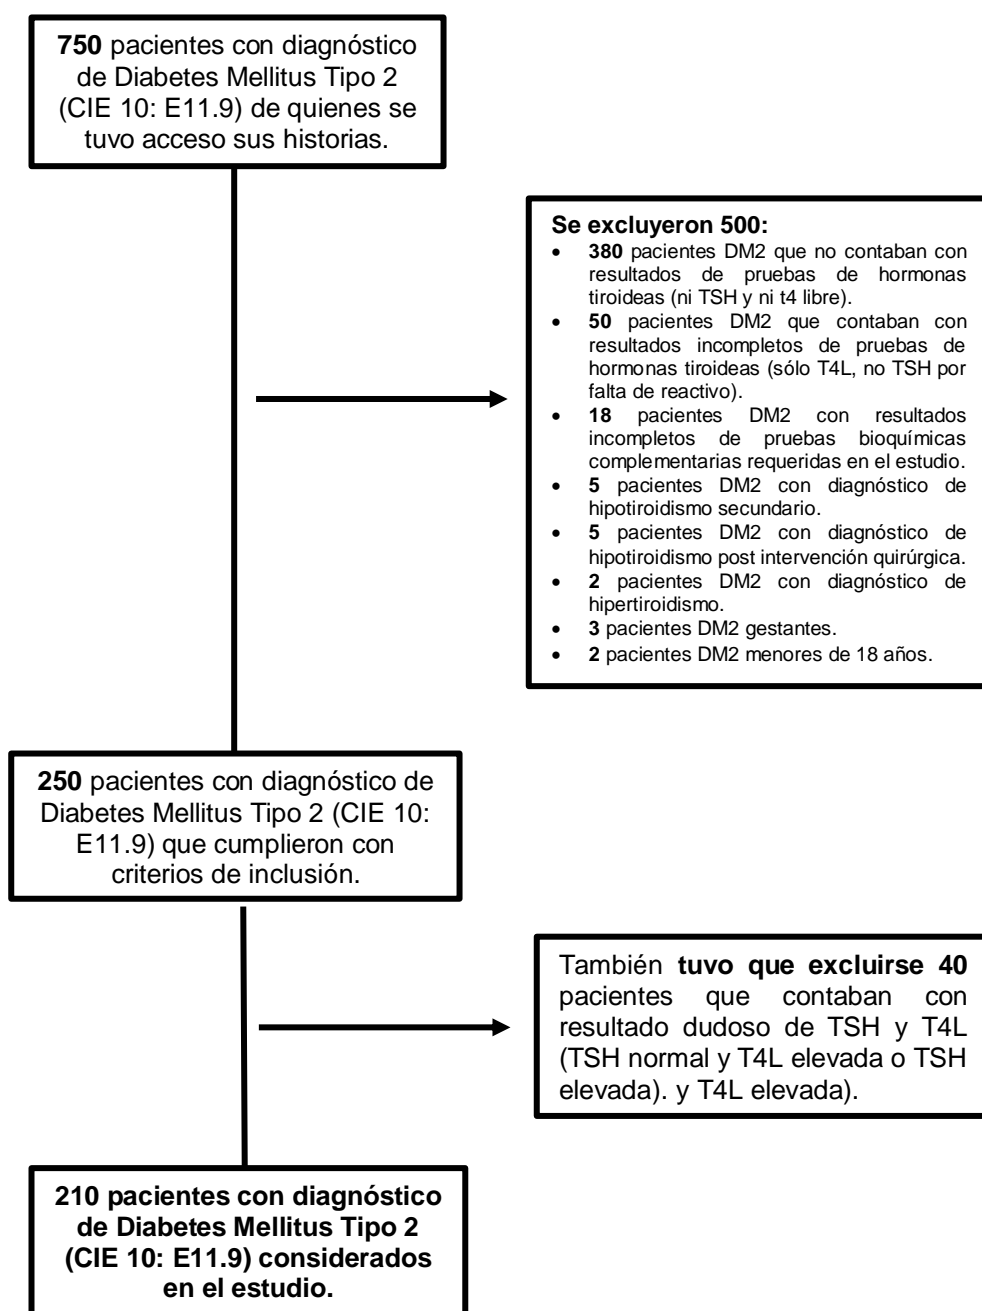 750 pacientes con diagnóstico
de Diabetes Mellitus Tipo 2
(CIE 10: E11.9) de quienes se
tuvo acceso sus historias.
Se excluyeron 500:
• 380 pacientes DM2 que no contaban con
resultados de pruebas de hormonas
tiroideas (ni TSH y ni t4 libre).
• 50 pacientes DM2 que contaban con
resultados incompletos de pruebas de
hormonas tiroideas (sólo T4L, no TSH por
falta de reactivo).
• 18 pacientes DM2 con resultados
incompletos de pruebas bioquímicas
complementarias requeridas en el estudio.
• 5 pacientes DM2 con diagnóstico de
hipotiroidismo secundario.
• 5 pacientes DM2 con diagnóstico de
hipotiroidismo post intervención quirúrgica.
• 2 pacientes DM2 con diagnóstico de
hipertiroidismo.
• 3 pacientes DM2 gestantes.
• 2 pacientes DM2 menores de 18 años.
250 pacientes con diagnóstico de
Diabetes Mellitus Tipo 2 (CIE 10:
E11.9) que cumplieron con
criterios de inclusión.
También tuvo que excluirse 40
pacientes que contaban con
resultado dudoso de TSH y T4L
(TSH normal y T4L elevada o TSH
elevada). y T4L elevada).
210 pacientes con diagnóstico
de Diabetes Mellitus Tipo 2
(CIE 10: E11.9) considerados
en el estudio.